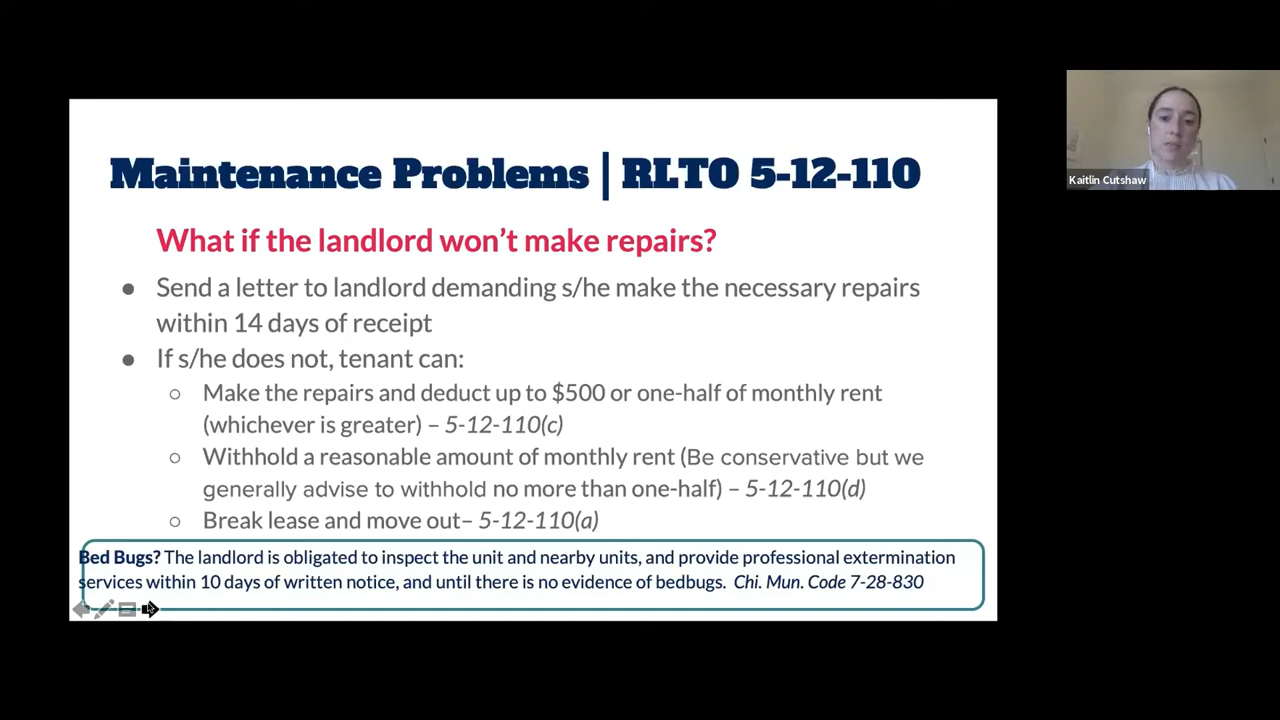 Maintenance Problems | RLTO 5-12-110
What if the landlord won't make repairs?
● Send a letter to landlord demanding s/he make the necessary repairs
within 14 days of receipt
● If s/he does not, tenant can:
○ Make the repairs and deduct up to $500 or one-half of monthly rent
(whichever is greater) – 5-12-110(c)
○ Withhold a reasonable amount of monthly rent (Be conservative but we
generally advise to withhold no more than one-half) – 5-12-110(d)
○ Break lease and move out– 5-12-110(a)
Bed Bugs? The landlord is obligated to inspect the unit and nearby units, and provide professional extermination
services within 10 days of written notice, and until there is no evidence of bedbugs. Chi. Mun. Code 7-28-830
Kaitlin Cutshaw